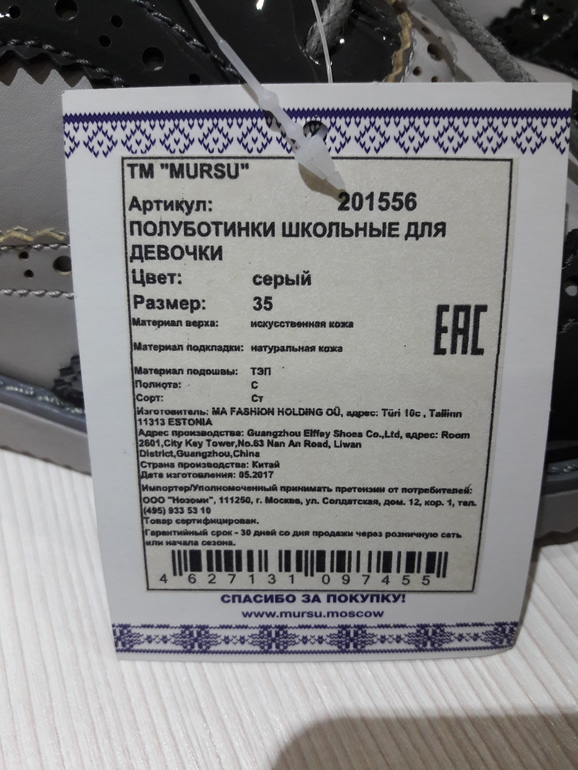 ТМ "MURSU"
Артикул: 201556
ПОЛУБОТИНКИ ШКОЛЬНЫЕ ДЛЯ
ДЕВОЧКИ
Цвет: серый
Размер: 35
Материал верха: искусственная кожа
EAC
Материал подкладки: натуральная кожа
Материал подошвы: ТЭП
Полнота: С
Сорт: Ст
Изготовитель: MA FASHION HOLDING OÜ, адрес: Türi 10c , Tallinn
11313 ESTONIA
Адрес производства: Guangzhou Eiffey Shoes Co.,Ltd, адрес: Room
2601,City Key Tower,No.63 Nan An Road, Liwan
District,Guangzhou,China
Страна производства: Китай
Дата изготовления: 05.2017
Импортер/Уполномоченный принимать претензии от потребителей:
ООО "Нозоми", 111250, г. Москва, ул. Солдатская, дом. 12, кор. 1, тел.
(495) 933 53 10
Товар сертифицирован.
Гарантийный срок - 30 дней со дня продажи через розничную сеть
или начала сезона.
4627131097455
СПАСИБО ЗА ПОКУПКУ!
www.mursu.moscow